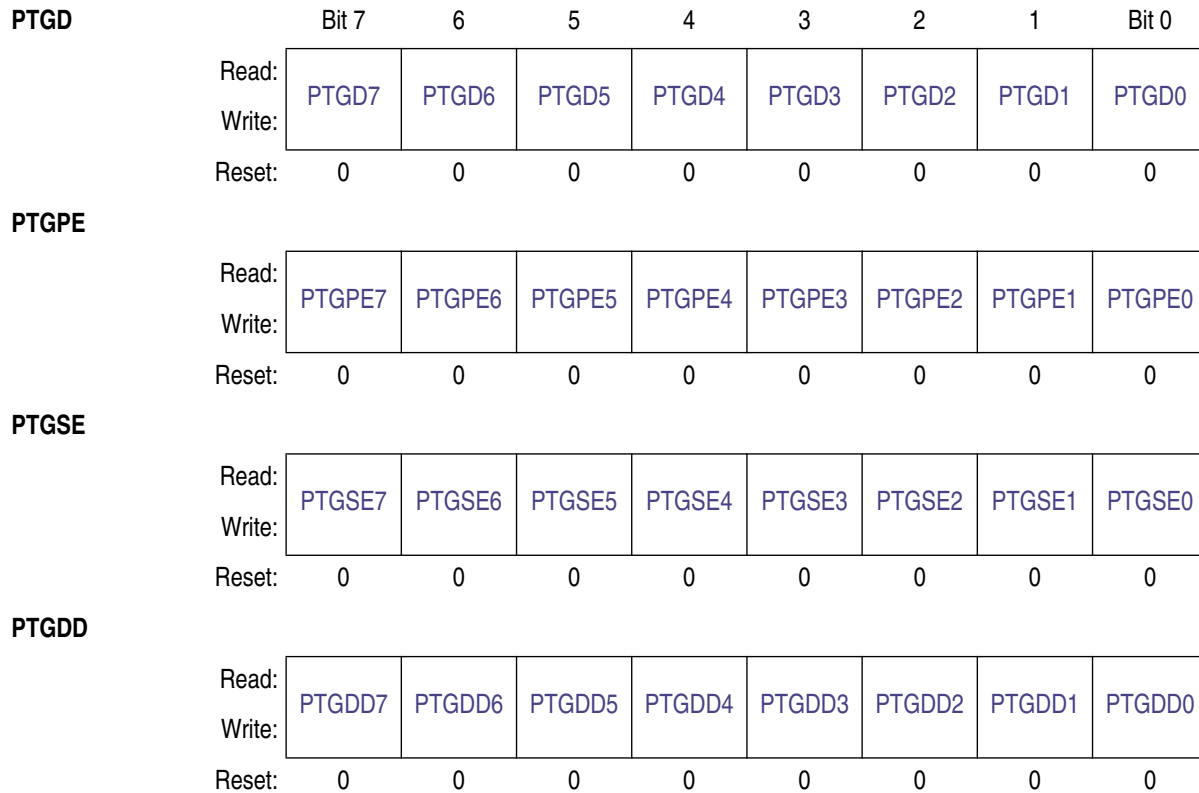 PTGD Bit 7 6 5 4 3 2 1 Bit 0
Read:
PTGD7 PTGD6 PTGD5 PTGD4 PTGD3 PTGD2 PTGD1 PTGD0
Write:
Reset: 0 0 0 0 0 0 0 0
PTGPE
Read:
PTGPE7 PTGPE6 PTGPE5 PTGPE4 PTGPE3 PTGPE2 PTGPE1 PTGPE0
Write:
Reset: 0 0 0 0 0 0 0 0
PTGSE
Read:
PTGSE7 PTGSE6 PTGSE5 PTGSE4 PTGSE3 PTGSE2 PTGSE1 PTGSE0
Write:
Reset: 0 0 0 0 0 0 0 0
PTGDD
Read:
PTGDD7 PTGDD6 PTGDD5 PTGDD4 PTGDD3 PTGDD2 PTGDD1 PTGDD0
Write:
Reset: 0 0 0 0 0 0 0 0